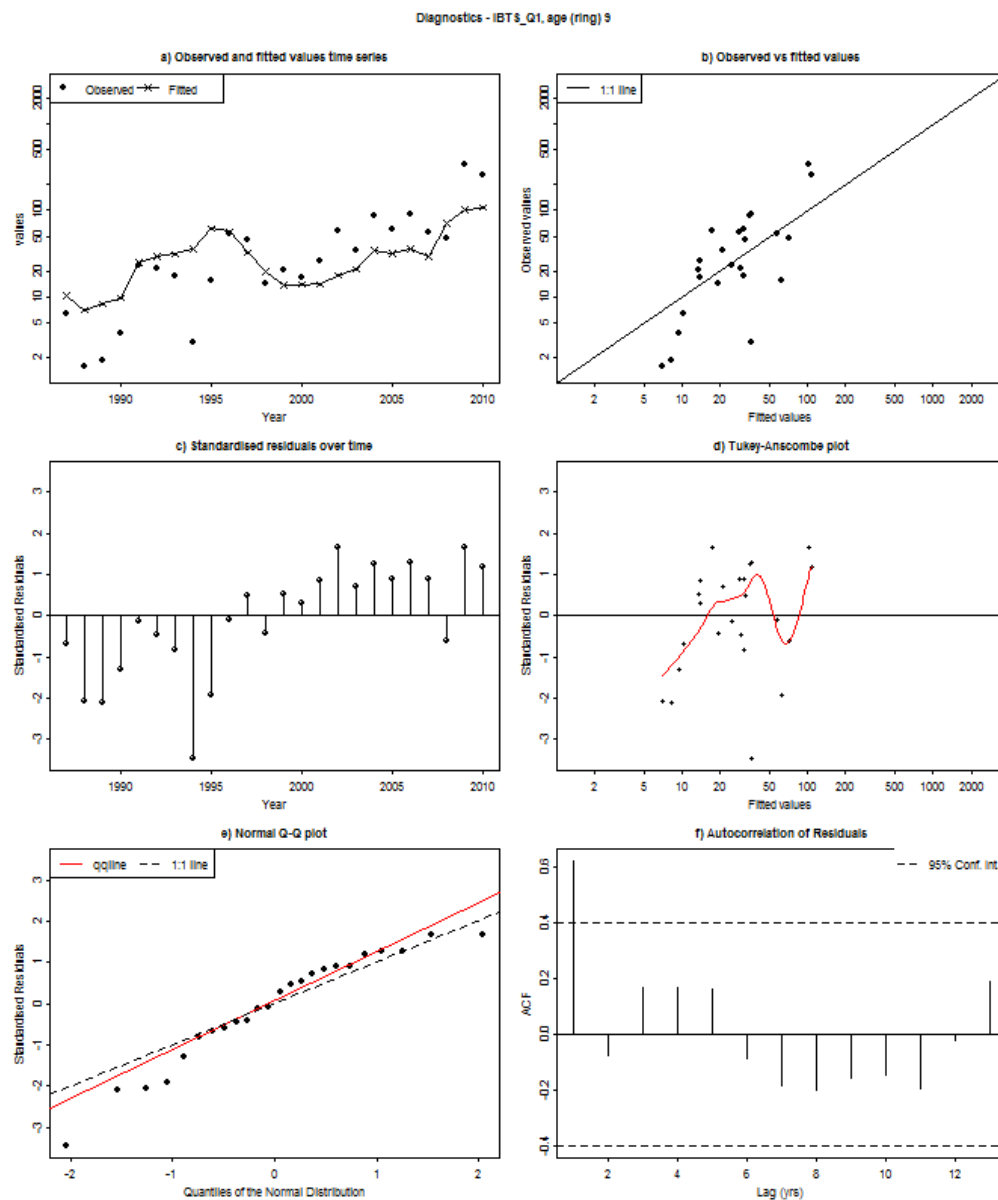 Diagnostics - IBTS_Q1, age (ring) 9
a) Observed and fitted values time series
Observed Fitted
values
2 5 10 20 50 100 500 2000
1990 1995 2000 2005 2010
Year
b) Observed vs fitted values
1:1 line
Observed values
2 5 10 20 50 100 500 2000
2 5 10 20 50 100 200 500 1000 2000
Fitted values
c) Standardised residuals over time
Standardised Residuals
-3 -2 -1 0 1 2 3
1990 1995 2000 2005 2010
Year
d) Tukey-Anscombe plot
Standardised Residuals
-3 -2 -1 0 1 2 3
2 5 10 20 50 100 200 500 1000 2000
Fitted values
e) Normal Q-Q plot
qqline 1:1 line
Standardised Residuals
-3 -2 -1 0 1 2 3
-2 -1 0 1 2
Quantiles of the Normal Distribution
f) Autocorrelation of Residuals
95% Conf. Int
ACF
-0.4 -0.2 0.0 0.2 0.4 0.6
2 4 6 8 10 12
Lag (yrs)